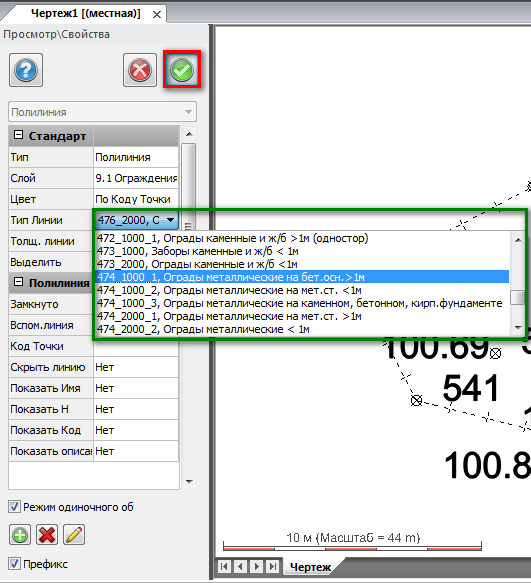 Чертеж1 [(местная)]
Просмотр\Свойства
Полилиния
Стандарт
Тип Полилиния
Слой 9.1 Ограждения
Цвет По Коду Точки
Тип Линии 476_2000, О
Толщ. линии
Выделить
472_1000_1, Ограды каменные и ж/б >1м (одностор)
473_1000, Заборы каменные и ж/б < 1м
473_2000, Ограды каменные и ж/б <1м
474_1000_1, Ограды металлические на бет.осн.>1м
474_1000_2, Ограды металлические на мет.ст. <1м
474_1000_3, Ограды металлические на каменном, бетонном, кирп.фундаменте
474_2000_1, Ограды металлические на мет.ст. >1м
474_2000_2, Ограды металлические < 1м
Полилиния
Замкнуто
Вспом.линия
Код Точки
Скрыть линию Нет
Показать Имя Нет
Показать Н Нет
Показать Код Нет
Показать описа Нет
Режим одиночного об
Префикс
100.69
541
100.8
10 м (Масштаб = 44 m)
Чертеж